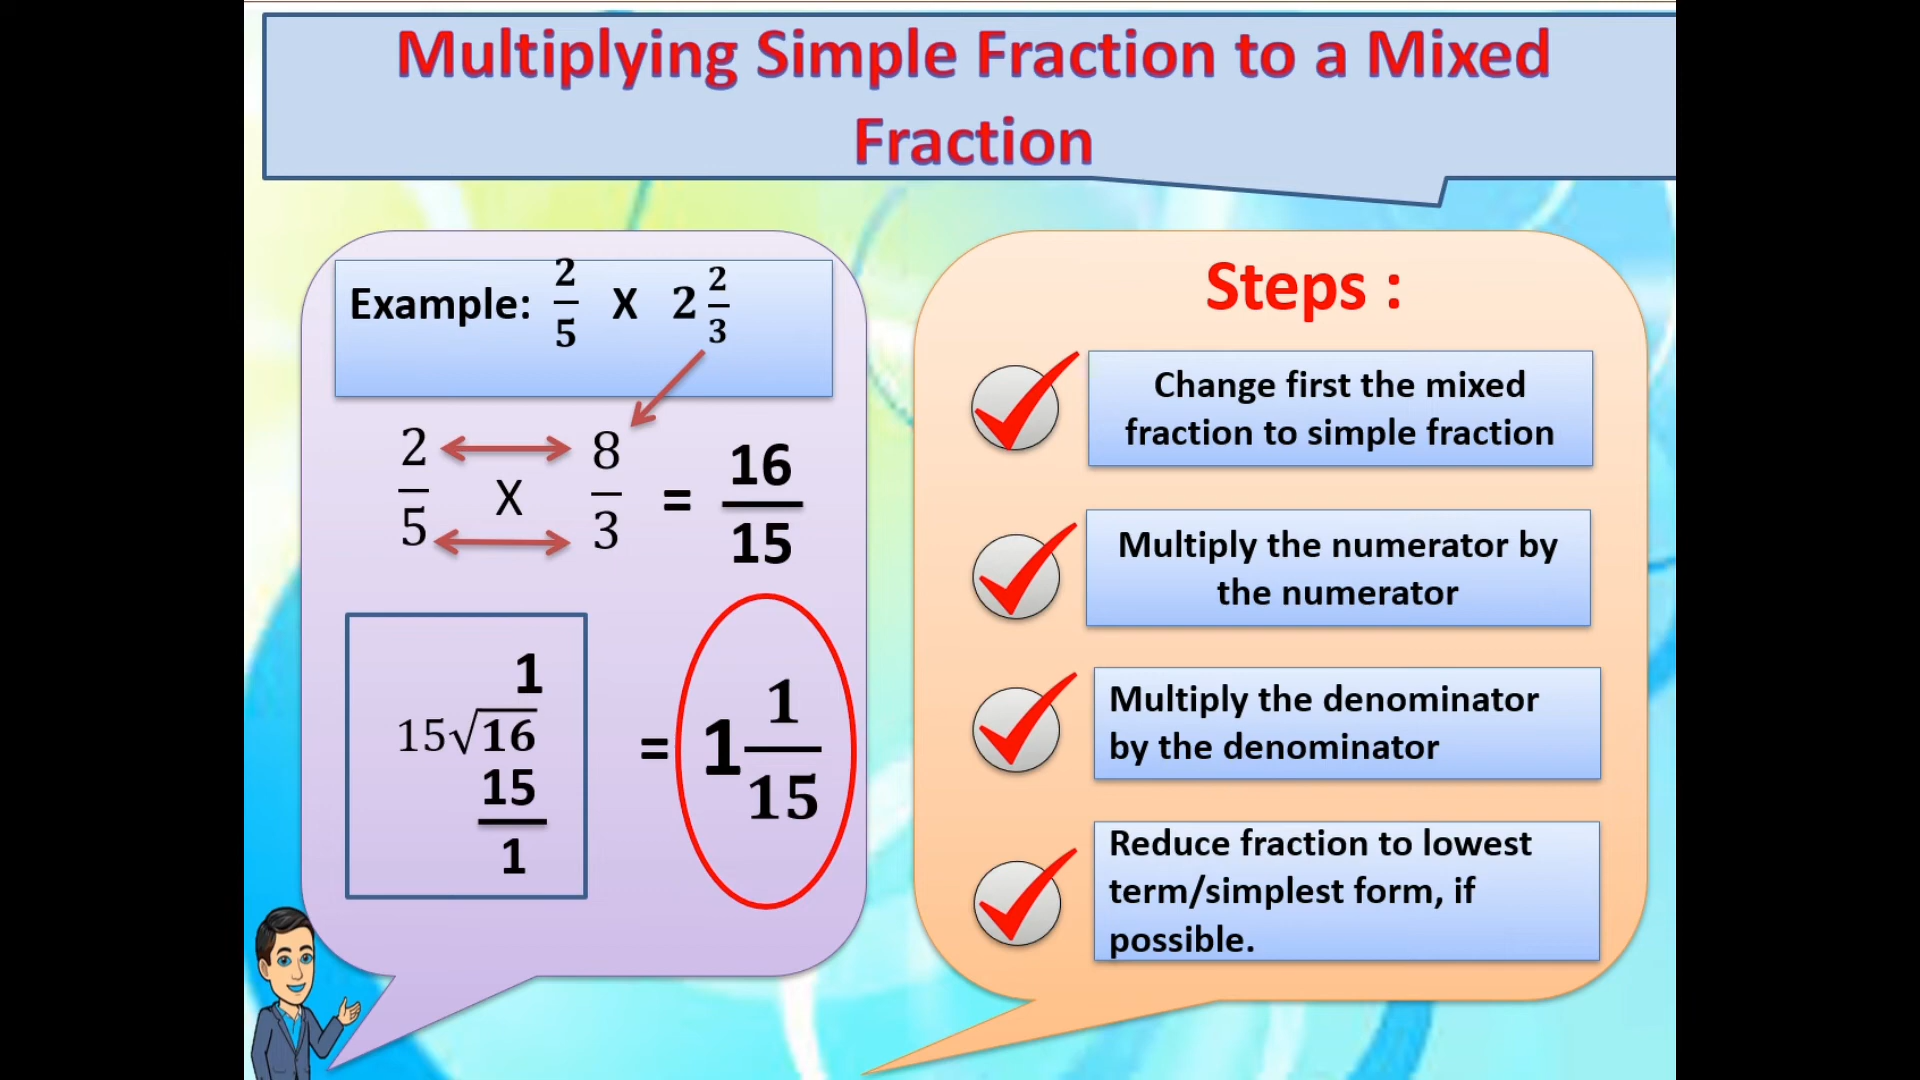 Multiplying Simple Fraction to a Mixed
Fraction
Example: 2/5 X 2 2/3
2/5 X 8/3 = 16/15
1
15√16
15
1
= 1 1/15
Steps :
Change first the mixed
fraction to simple fraction
Multiply the numerator by
the numerator
Multiply the denominator
by the denominator
Reduce fraction to lowest
term/simplest form, if
possible.